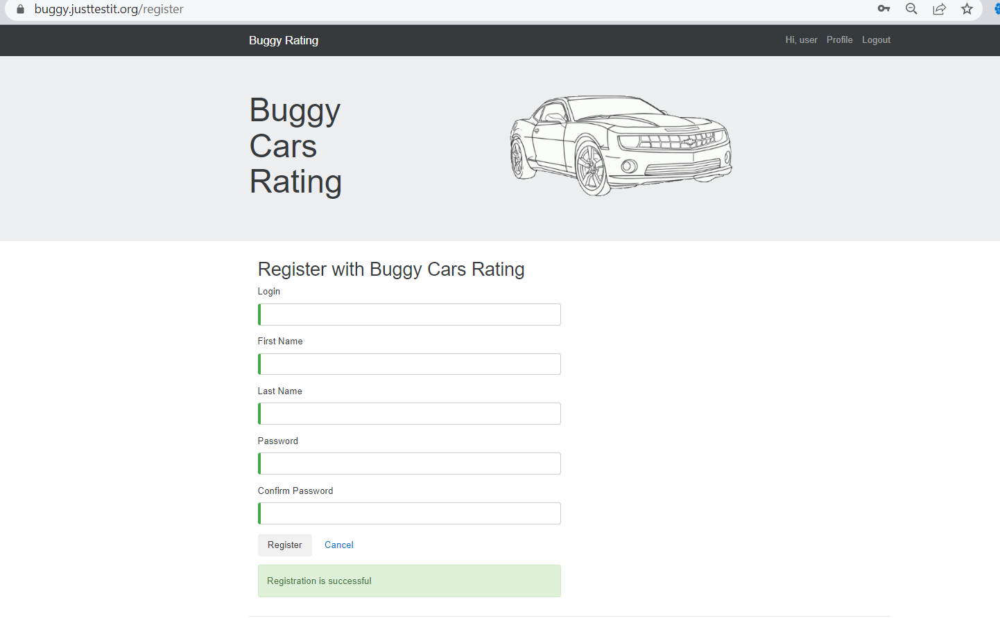 buggy.justtestit.org/register
Buggy Rating
Hi, user Profile Logout
Buggy
Cars
Rating
Register with Buggy Cars Rating
Login
First Name
Last Name
Password
Confirm Password
Register Cancel
Registration is successful